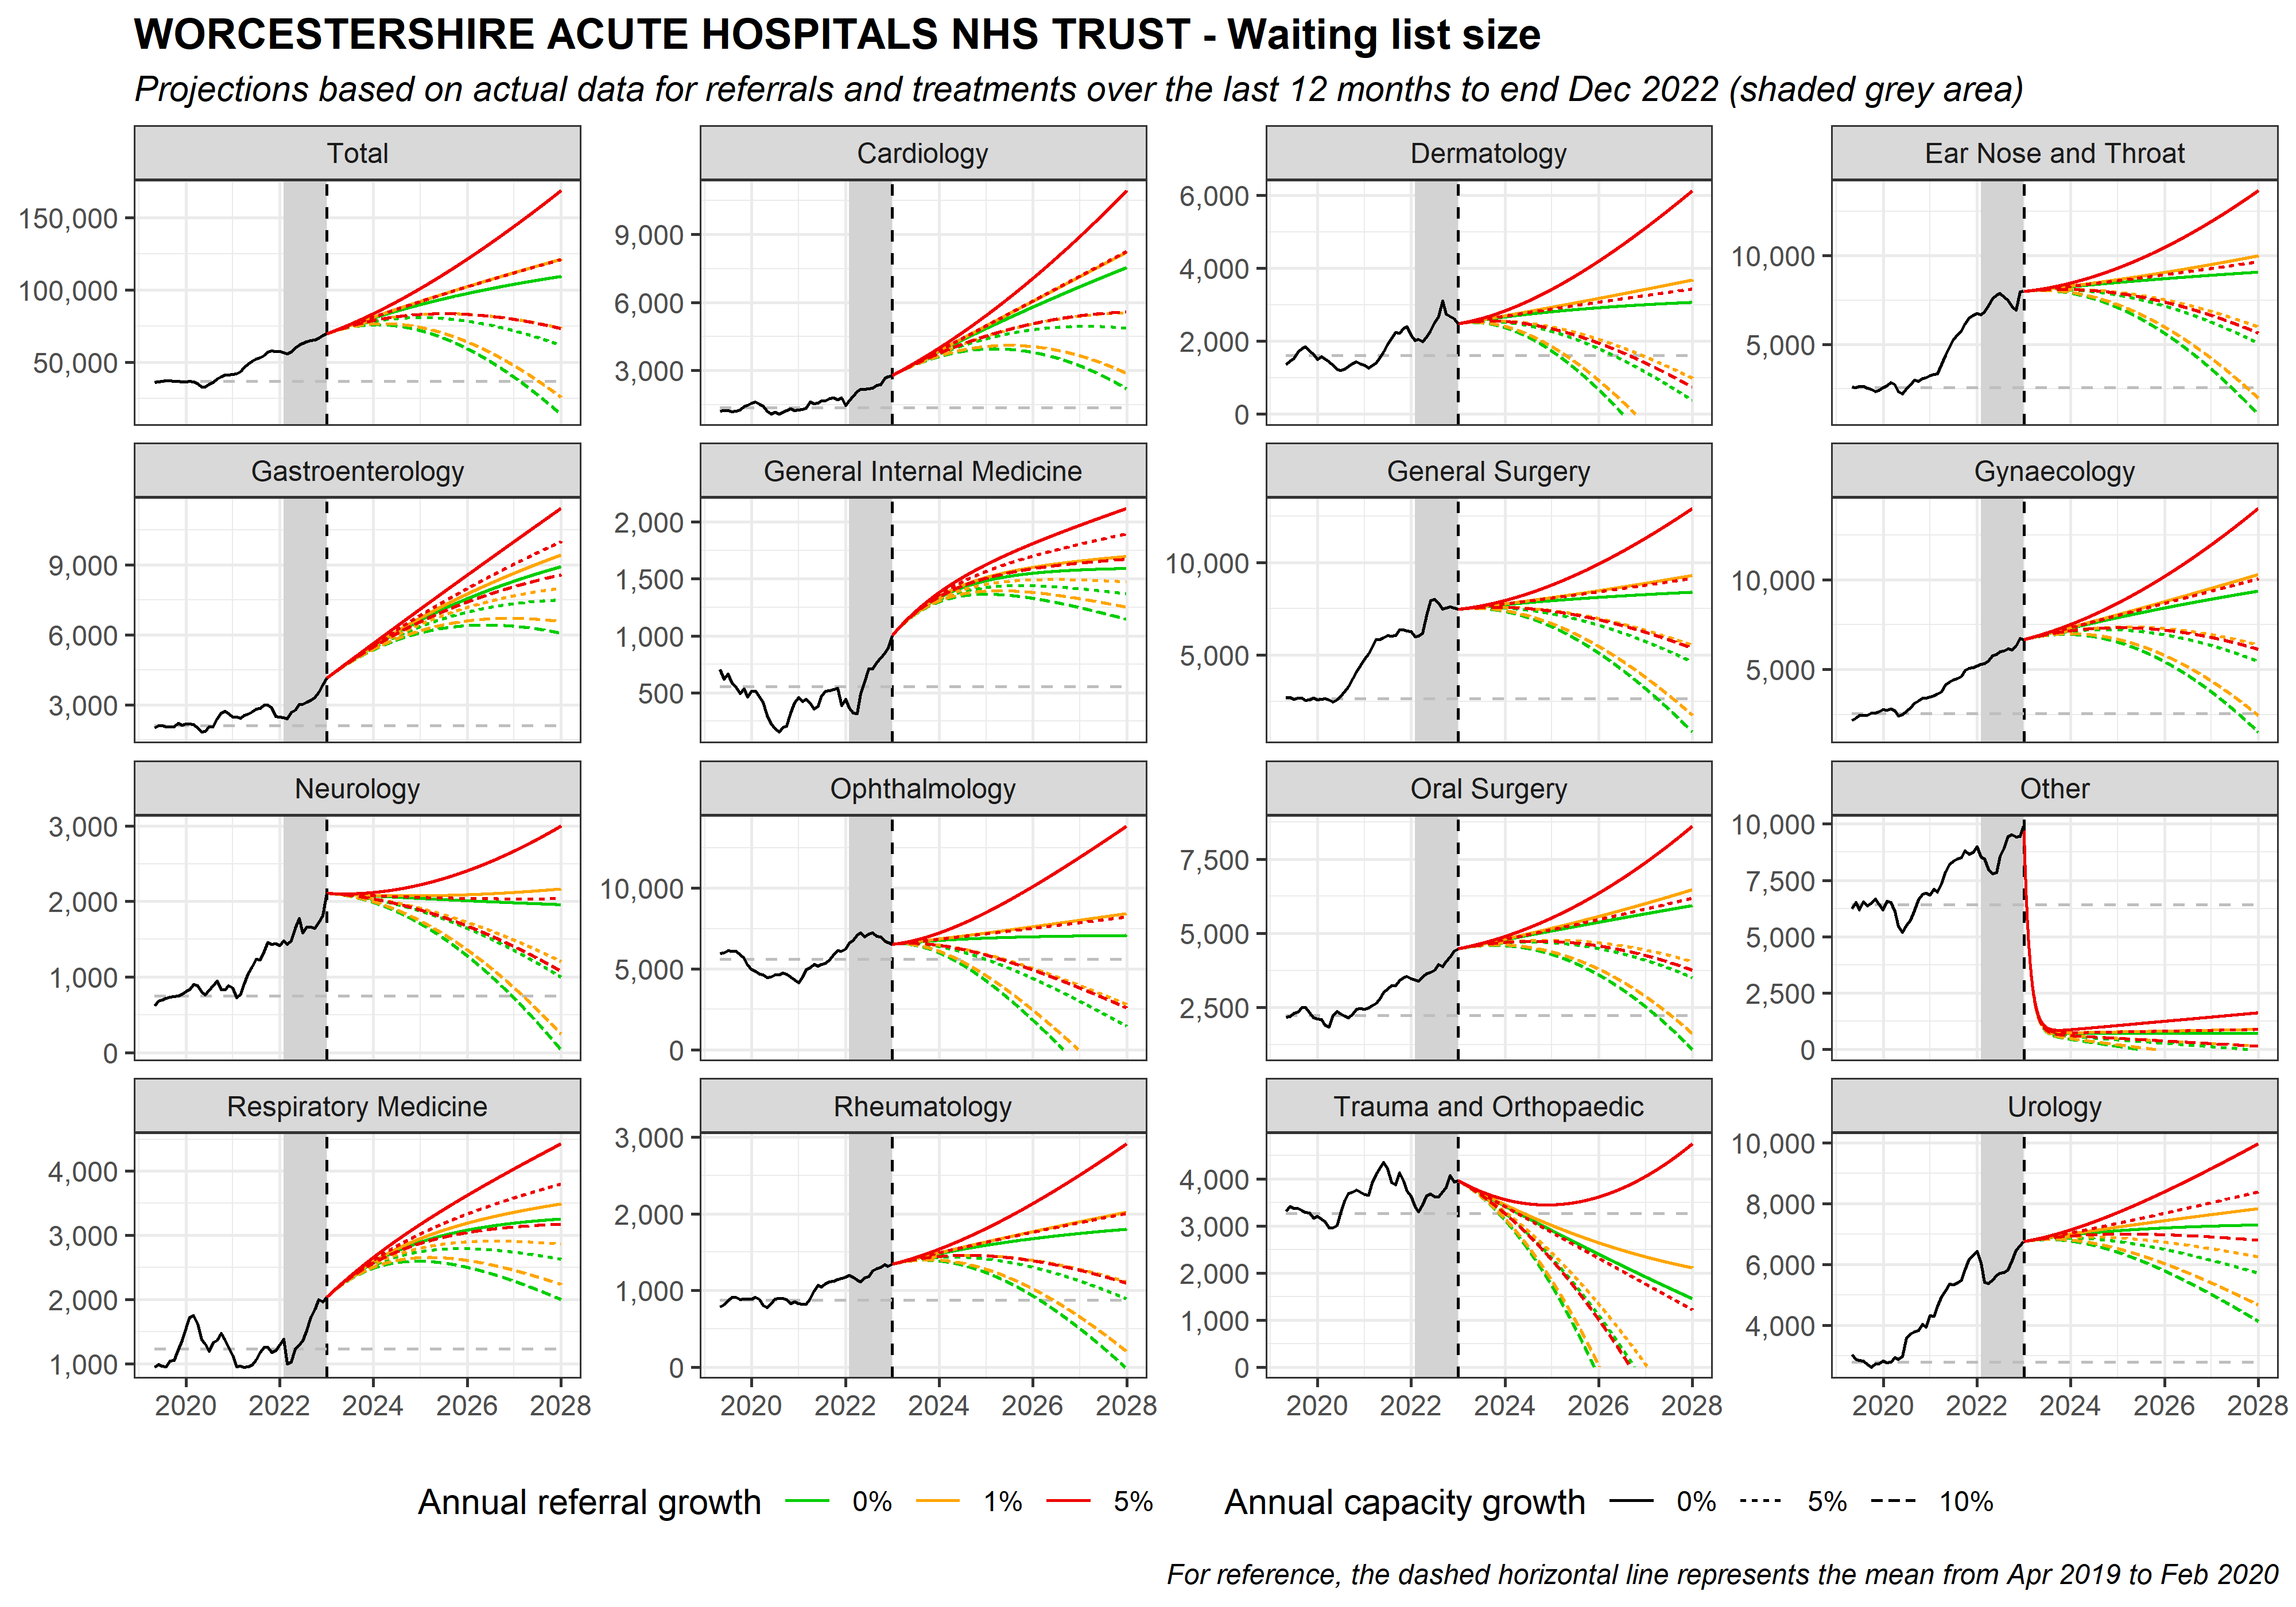 WORCESTERSHIRE ACUTE HOSPITALS NHS TRUST - Waiting list size
Projections based on actual data for referrals and treatments over the last 12 months to end Dec 2022 (shaded grey area)
Total
150,000
100,000
50,000
Cardiology
9,000
6,000
3,000
Dermatology
6,000
4,000
2,000
0
Ear Nose and Throat
10,000
5,000
Gastroenterology
9,000
6,000
3,000
General Internal Medicine
2,000
1,500
1,000
500
General Surgery
10,000
5,000
Gynaecology
10,000
5,000
Neurology
3,000
2,000
1,000
0
Ophthalmology
10,000
5,000
0
Oral Surgery
7,500
5,000
2,500
Other
10,000
7,500
5,000
2,500
0
Respiratory Medicine
4,000
3,000
2,000
1,000
2020 2022 2024 2026 2028
Rheumatology
3,000
2,000
1,000
0
2020 2022 2024 2026 2028
Trauma and Orthopaedic
4,000
3,000
2,000
1,000
0
2020 2022 2024 2026 2028
Urology
10,000
8,000
6,000
4,000
2020 2022 2024 2026 2028
Annual referral growth 0% 1% 5% Annual capacity growth 0% 5% 10%
For reference, the dashed horizontal line represents the mean from Apr 2019 to Feb 2020